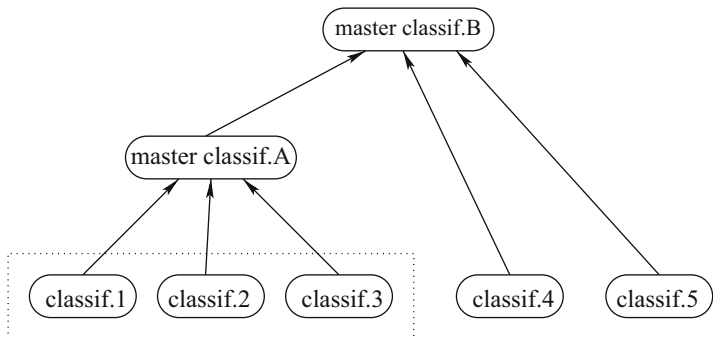 master classif.B
master classif.A
classif.1
classif.2
classif.3
classif.4
classif.5